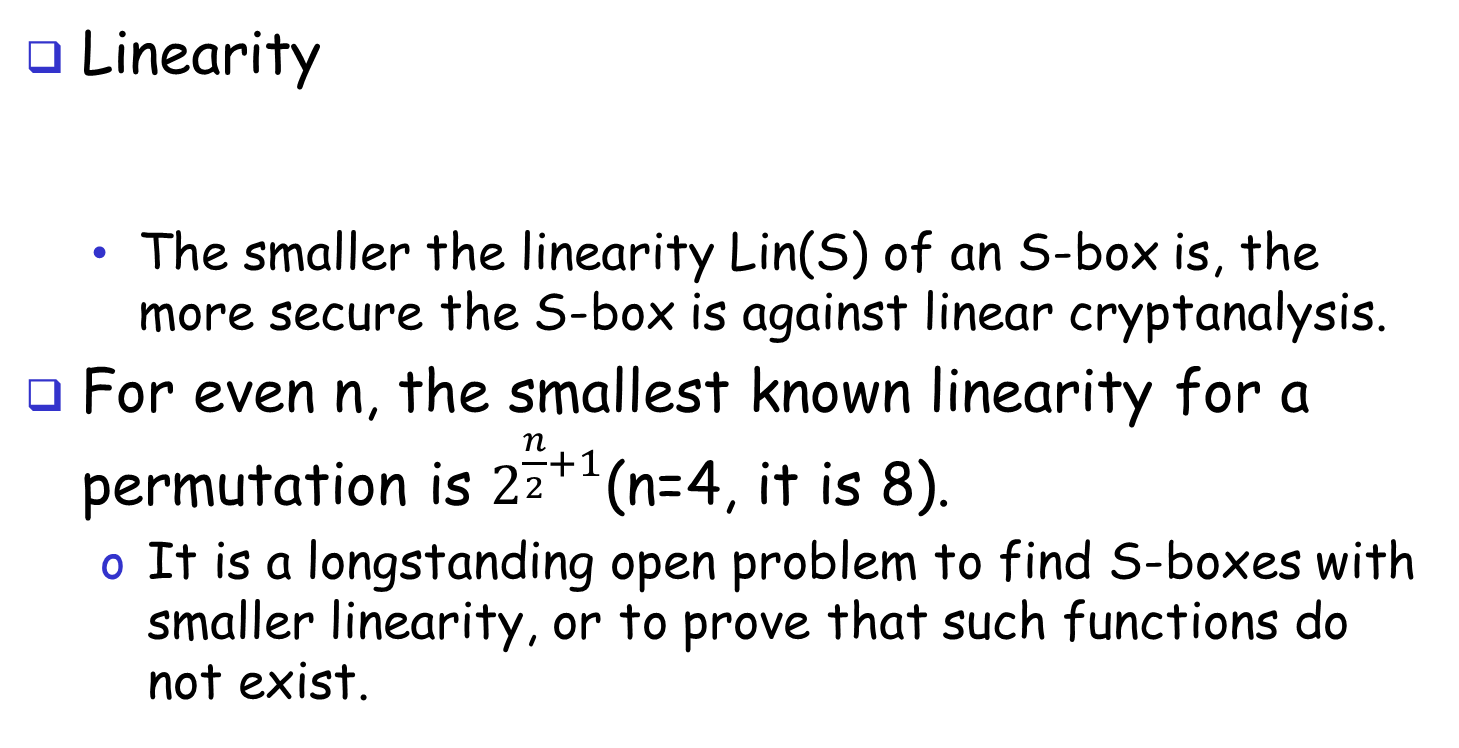 ❑ Linearity
• The smaller the linearity Lin(S) of an S-box is, the
more secure the S-box is against linear cryptanalysis.
❑ For even n, the smallest known linearity for a
permutation is $2^{\frac{n}{2}+1}$(n=4, it is 8).
o It is a longstanding open problem to find S-boxes with
smaller linearity, or to prove that such functions do
not exist.